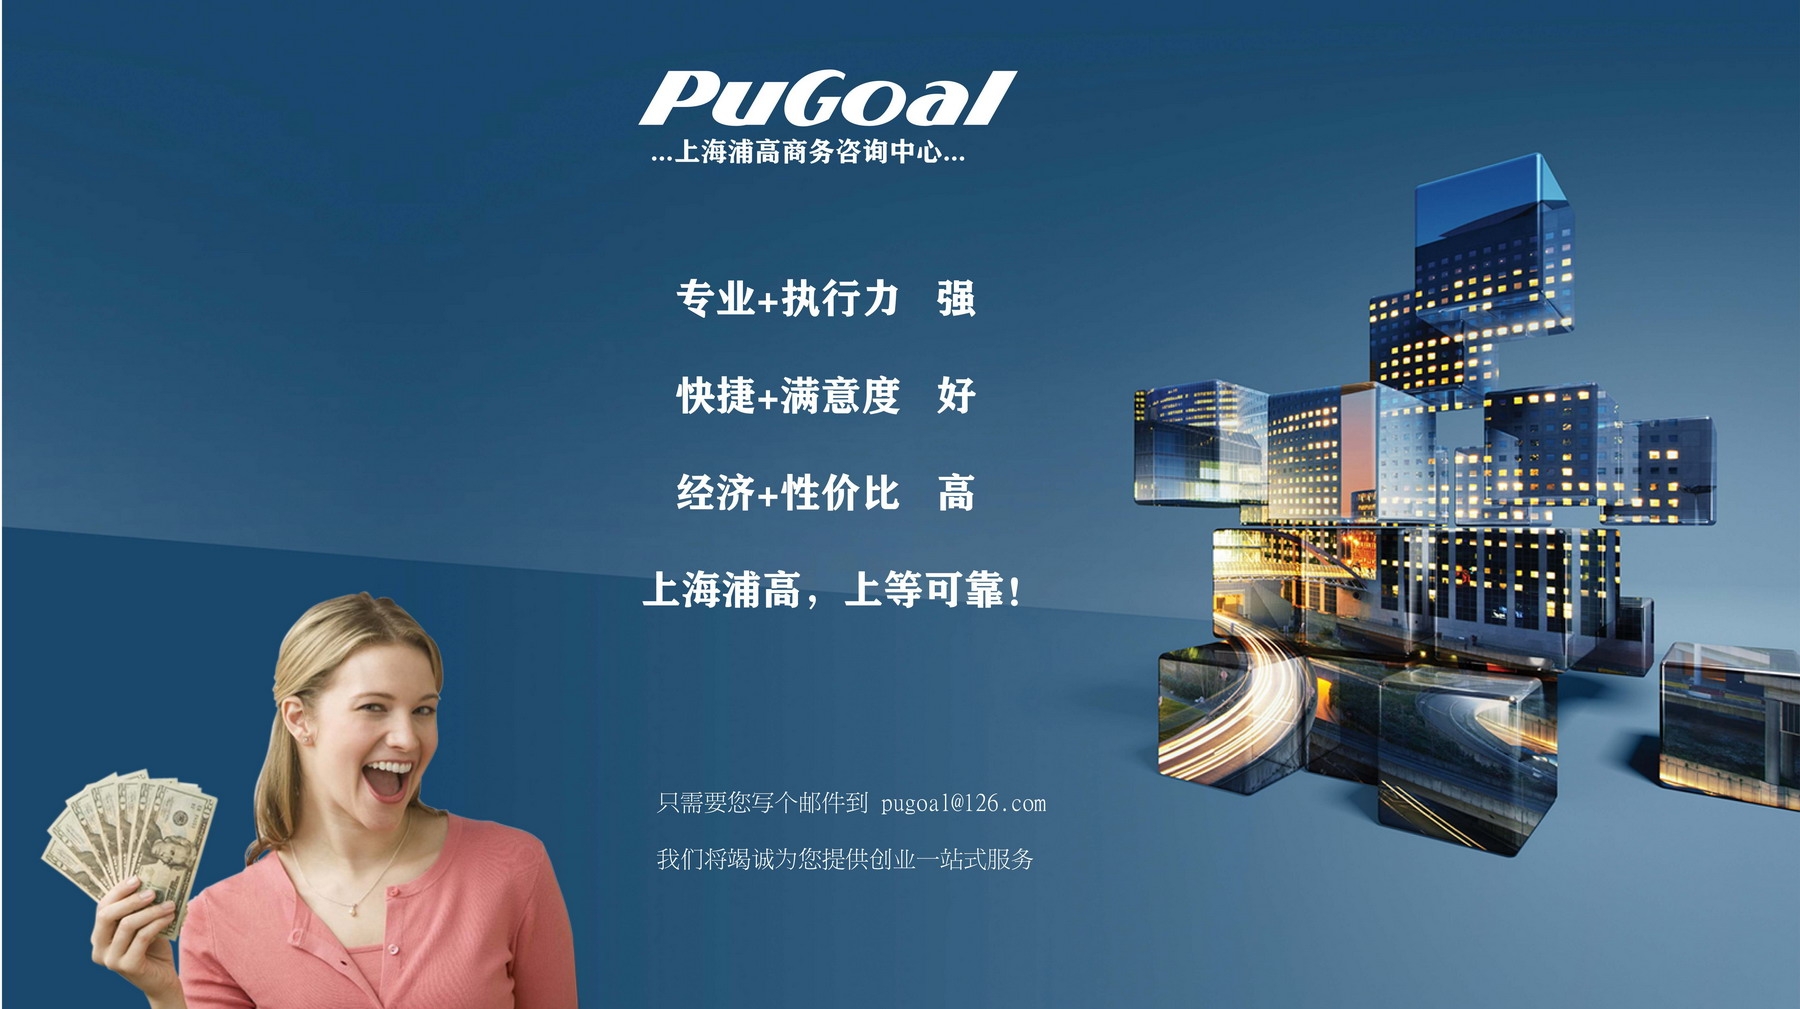 PuGoal
...上海浦高商务咨询中心...
专业+执行力 强
快捷+满意度 好
经济+性价比 高
上海浦高，上等可靠！
只需要您写个邮件到 pugoal@126.com
我们将竭诚为您提供创业一站式服务